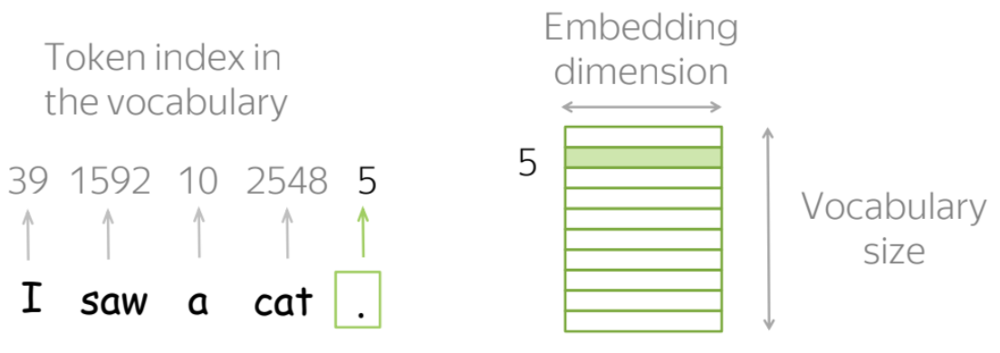 Token index in
the vocabulary
39 1592 10 2548 5
I saw a cat .
Embedding
dimension
5
Vocabulary
size